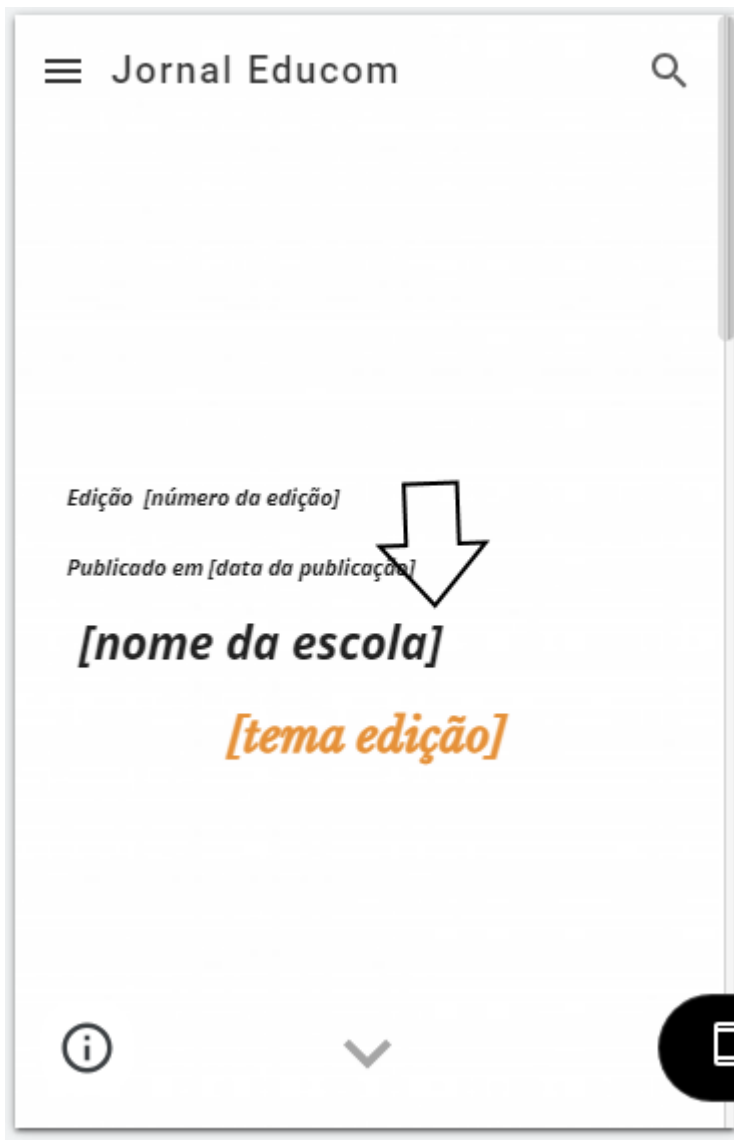 Jornal Educom
Edição [número da edição]
Publicado em [data da publicação]
[nome da escola]
[tema edição]